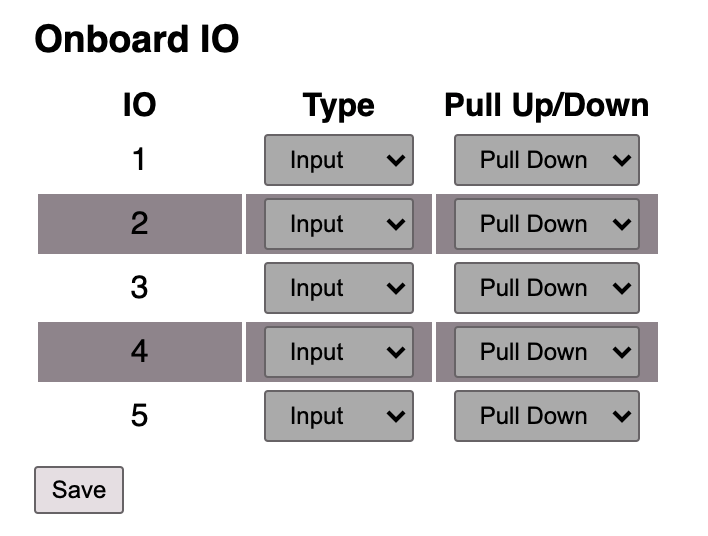 Onboard IO
IO Type Pull Up/Down
1 Input Pull Down
2 Input Pull Down
3 Input Pull Down
4 Input Pull Down
5 Input Pull Down
Save